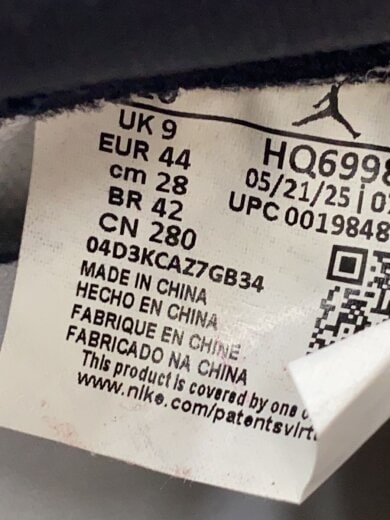 UK 9
EUR 44
cm 28
BR 42
CN 280
04D3KCAZ7GB34
MADE IN CHINA
HECHO EN CHINA
FABRIQUE EN CHINE
FABRICADO NA CHINA
This product is covered by one
www.nike.com/patentsvirt
HQ6998
05/21/25 | 0
UPC 0019848